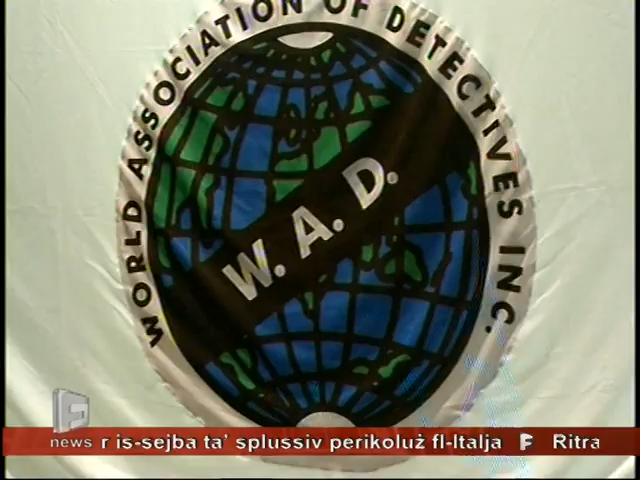 WORLD ASSOCIATION OF DETECTIVES INC.
W. A. D.
news r is-sejba ta' splussiv perikoluż fl-Italja F Ritra